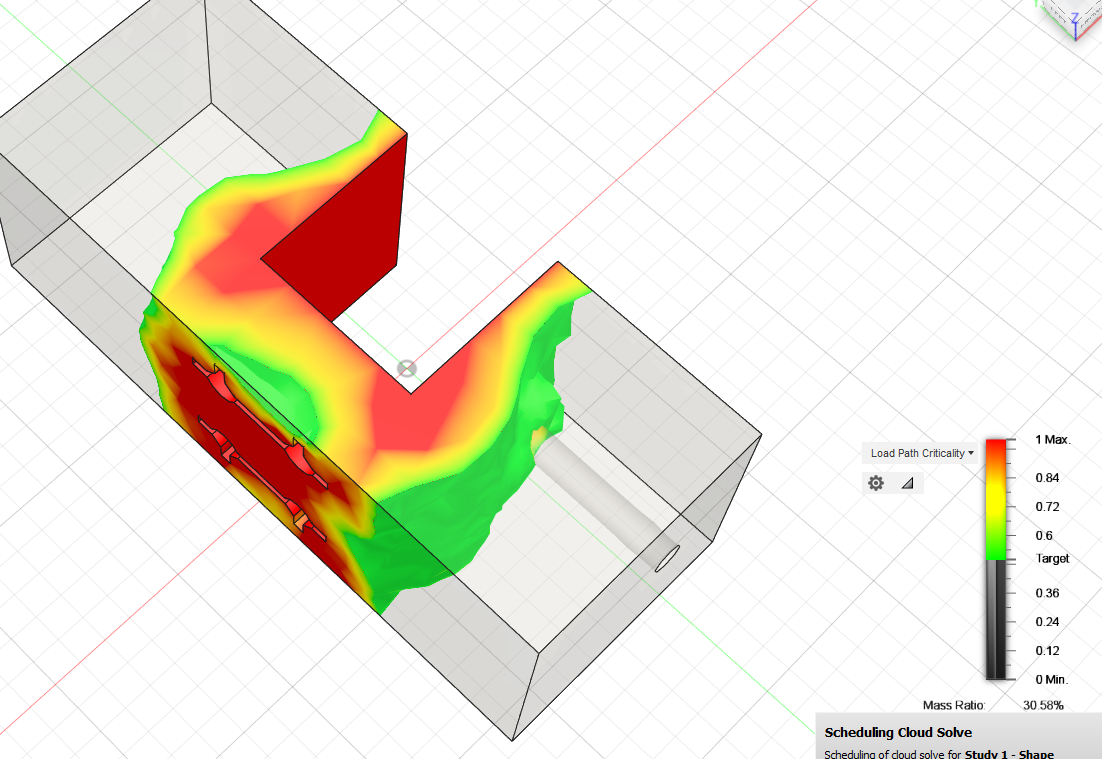 Z
Load Path Criticality
1 Max.
0.84
0.72
0.6
Target
0.36
0.24
0.12
0 Min.
Mass Ratio: 30.58%
Scheduling Cloud Solve
Scheduling of cloud solve for Study 1 - Shape